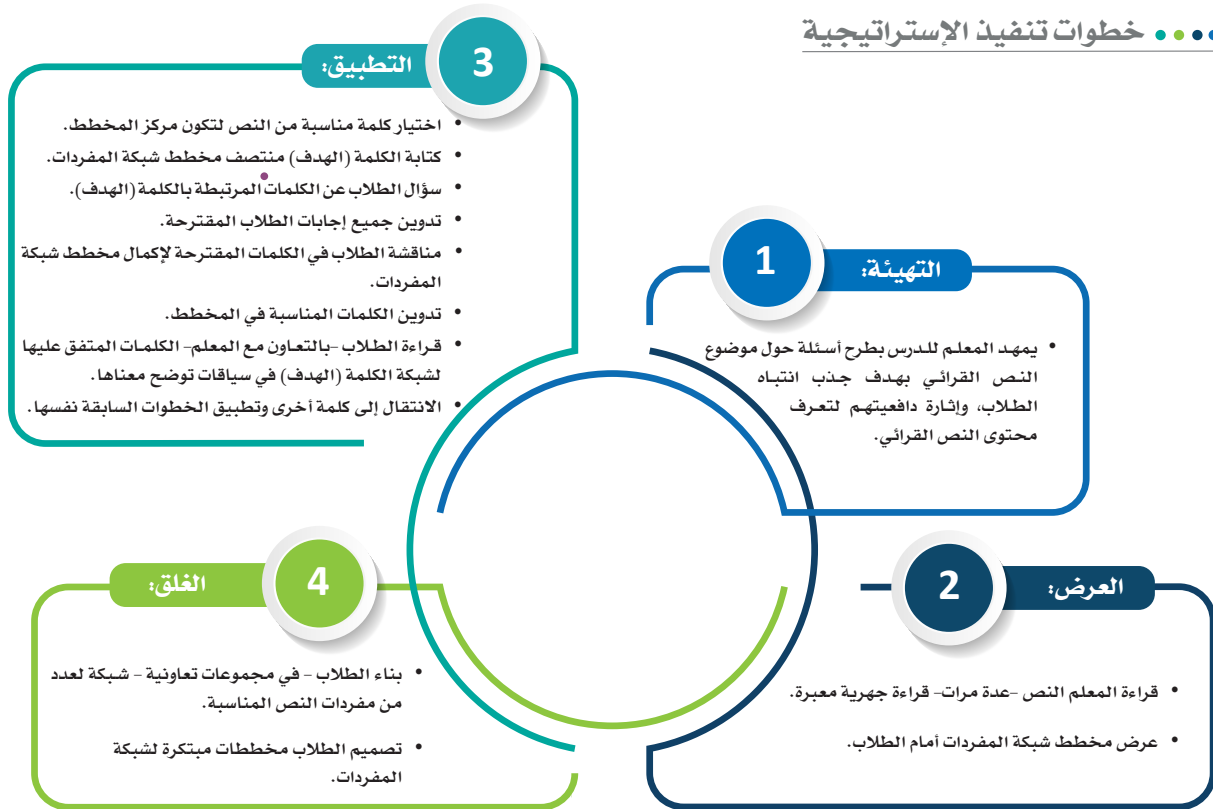 خطوات تنفيذ الإستراتيجية
1
التهيئة:
• يمهد المعلم للدرس بطرح أسئلة حول موضوع
النص القرائي بهدف جذب انتباه
الطلاب، وإثارة دافعيتهم لتعرف
محتوى النص القرائي.
2
العرض:
• قراءة المعلم النص -عدة مرات- قراءة جهرية معبرة.
• عرض مخطط شبكة المفردات أمام الطلاب.
3
التطبيق:
• اختيار كلمة مناسبة من النص لتكون مركز المخطط.
• كتابة الكلمة (الهدف) منتصف مخطط شبكة المفردات.
• سؤال الطلاب عن الكلمات المرتبطة بالكلمة (الهدف).
• تدوين جميع إجابات الطلاب المقترحة.
• مناقشة الطلاب في الكلمات المقترحة لإكمال مخطط شبكة
المفردات.
• تدوين الكلمات المناسبة في المخطط.
• قراءة الطلاب -بالتعاون مع المعلم- الكلمات المتفق عليها
لشبكة الكلمة (الهدف) في سياقات توضح معناها.
• الانتقال إلى كلمة أخرى وتطبيق الخطوات السابقة نفسها.
4
الغلق:
• بناء الطلاب - في مجموعات تعاونية - شبكة لعدد
من مفردات النص المناسبة.
• تصميم الطلاب مخططات مبتكرة لشبكة
المفردات.